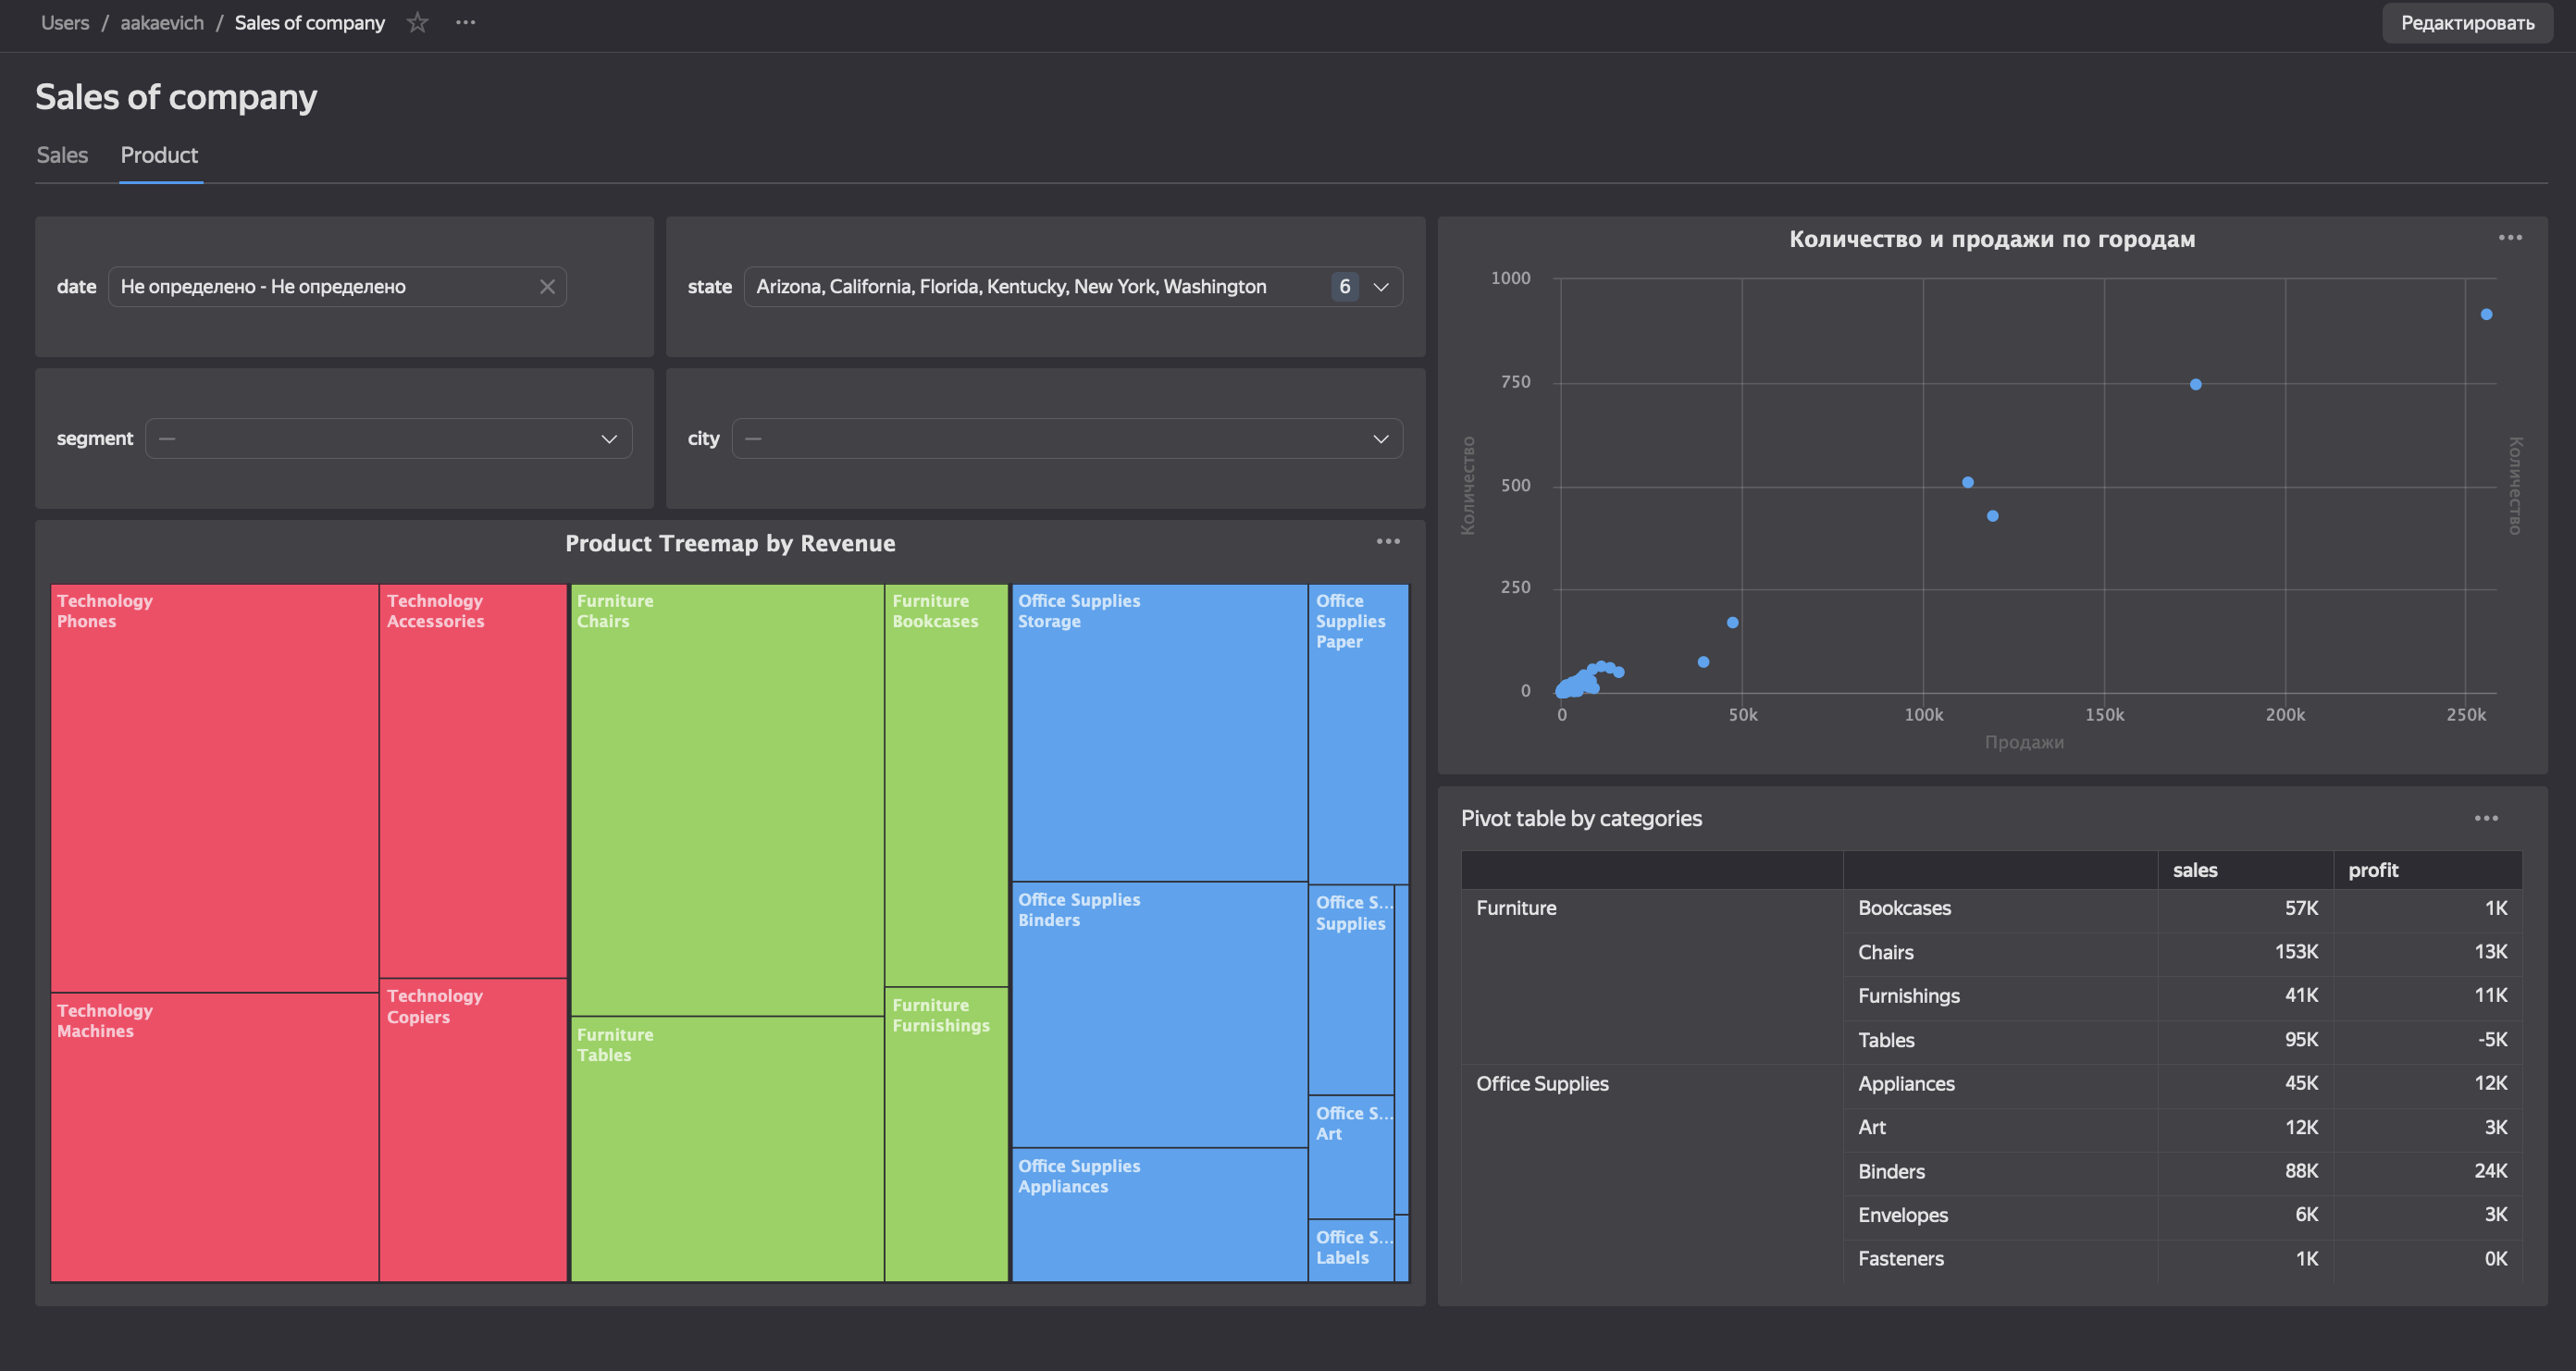 Users / aakaevich / Sales of company
Редактировать
Sales of company
Sales
Product
date
Не определено - Не определено
state
Arizona, California, Florida, Kentucky, New York, Washington
6
segment
—
city
—
Product Treemap by Revenue
Technology
Phones
Technology
Accessories
Technology
Machines
Technology
Copiers
Furniture
Chairs
Furniture
Bookcases
Furniture
Tables
Furniture
Furnishings
Office Supplies
Storage
Office
Supplies
Paper
Office Supplies
Binders
Office S...
Supplies
Office S...
Art
Office Supplies
Appliances
Office S...
Labels
Количество и продажи по городам
1000
750
500
250
0
Количество
Количество
0 50k 100k 150k 200k 250k
Продажи
Pivot table by categories
sales profit
Furniture Bookcases 57K 1K
Chairs 153K 13K
Furnishings 41K 11K
Tables 95K -5K
Office Supplies Appliances 45K 12K
Art 12K 3K
Binders 88K 24K
Envelopes 6K 3K
Fasteners 1K 0K